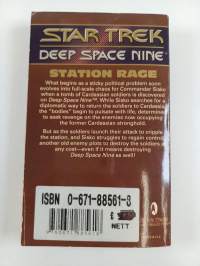 STAR TREK
DEEP SPACE NINE
STATION RAGE
What begins as a sticky political problem soon
evolves into full-scale chaos for Commander Sisko
when a tomb of Cardassian soldiers is discovered
on Deep Space Nine™. While Sisko searches for a
diplomatic way to return the soldiers to Cardassia
the "bodies" begin to pulsate with life, destined
to seek revenge on the enemies now occupying
the former Cardassian stronghold.
But as the soldiers launch their attack to cripple
the station, and Sisko struggles to regain control
another old enemy plots to destroy the soldiers
at any cost—even if it means destroying
Deep Space Nine as well!
ISBN 0-671-88561-8
NETT